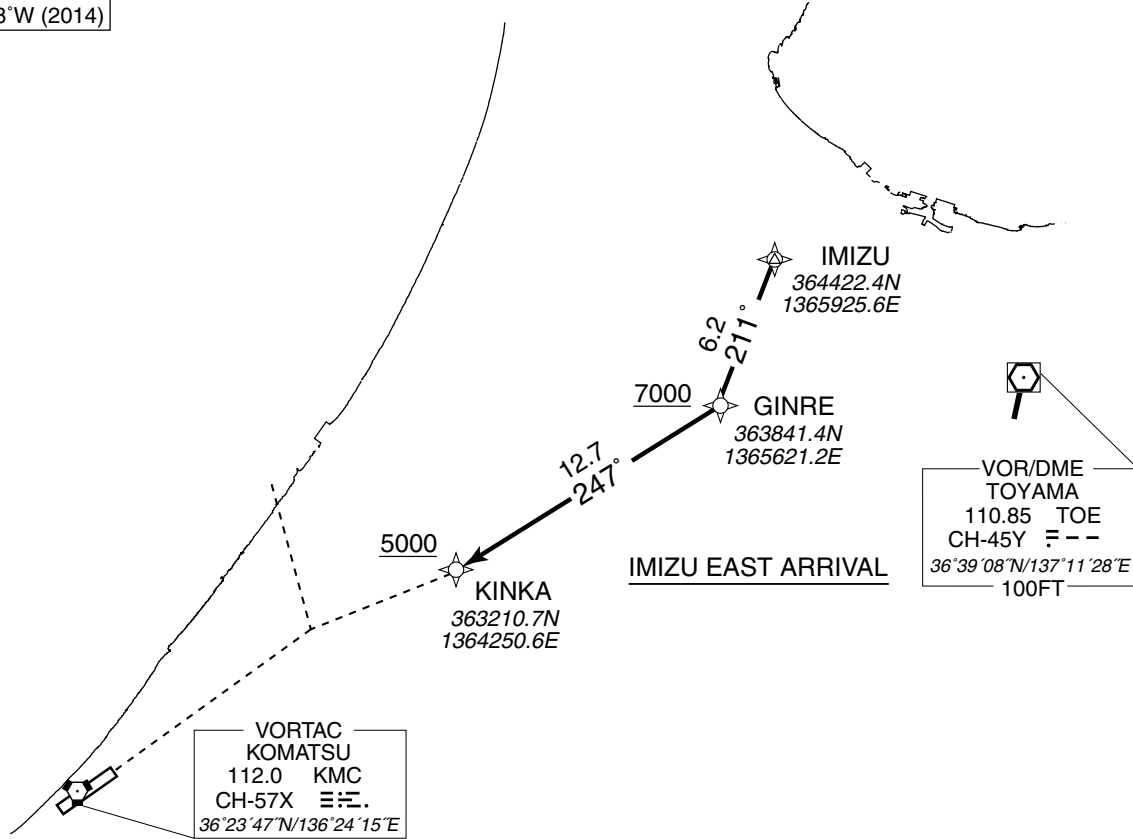 ˚W (2014)
IMIZU
364422.4N
1365925.6E
6.2
211˚
7000
GINRE
363841.4N
1365621.2E
12.7
247˚
VOR/DME
TOYAMA
110.85 TOE
CH-45Y
36˚39´08˝N/137˚11´28˝E
100FT
5000
IMIZU EAST ARRIVAL
KINKA
363210.7N
1364250.6E
VORTAC
KOMATSU
112.0 KMC
CH-57X
36˚23´47˝N/136˚24´15˝E